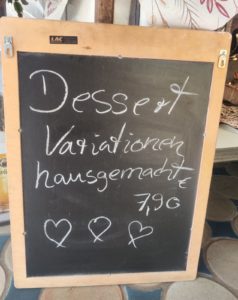 Dessert
Variationen
hausgemacht
€
7,90